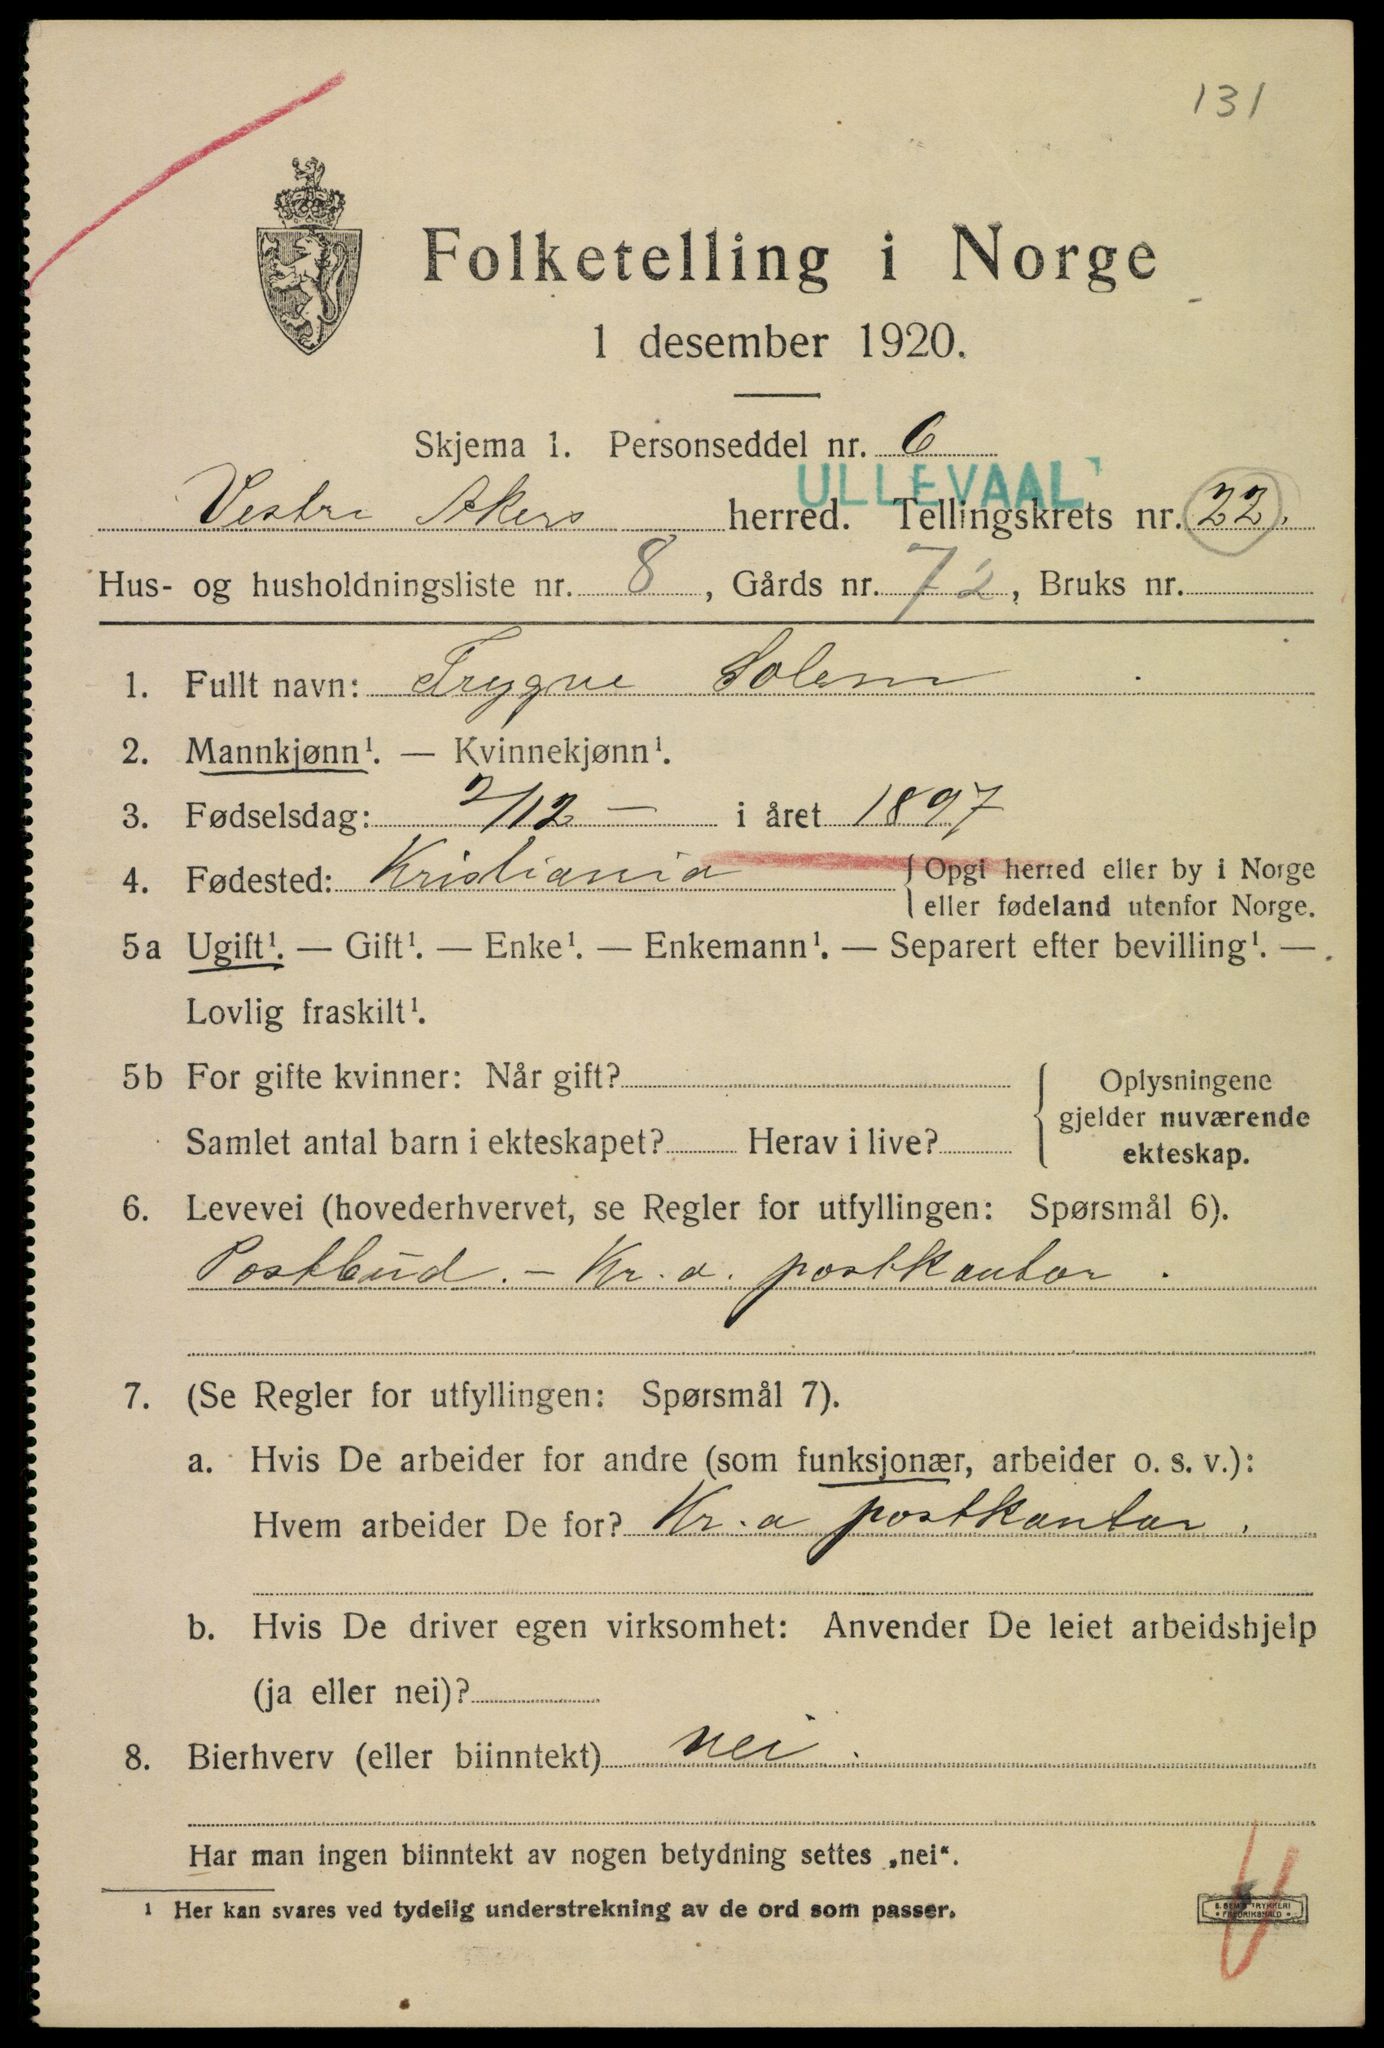 131
Folketelling i Norge
1 desember 1920.
Skjema 1. Personseddel nr. 6
ULLEVAAL
Vestre Akers herred. Tellingskrets nr. 22.
Hus- og husholdningsliste nr. 8, Gårds nr. 72, Bruks nr.
1. Fullt navn: Trygve Solem
2. Mannkjønn¹. — Kvinnekjønn¹.
3. Fødselsdag: 2/12 — i året 1897
4. Fødested: Kristiania { Opgi herred eller by i Norge
eller fødeland utenfor Norge.
5a Ugift¹. — Gift¹. — Enke¹. — Enkemann¹. — Separert efter bevilling¹. —
Lovlig fraskilt¹.
5b For gifte kvinner: Når gift?
Samlet antal barn i ekteskapet? Herav i live?
{ Oplysningene
gjelder nuværende
ekteskap.
6. Levevei (hovederhvervet, se Regler for utfyllingen: Spørsmål 6).
Postbud. – Kr. a. postkontor.
7. (Se Regler for utfyllingen: Spørsmål 7).
a. Hvis De arbeider for andre (som funksjonær, arbeider o. s. v.):
Hvem arbeider De for? Kr. a postkontor.
b. Hvis De driver egen virksomhet: Anvender De leiet arbeidshjelp
(ja eller nei)?
8. Bierhverv (eller biinntekt) nei.
Har man ingen biinntekt av nogen betydning settes „nei“.
¹ Her kan svares ved tydelig understrekning av de ord som passer.
TRYKKERI
FREDRIKSHALD